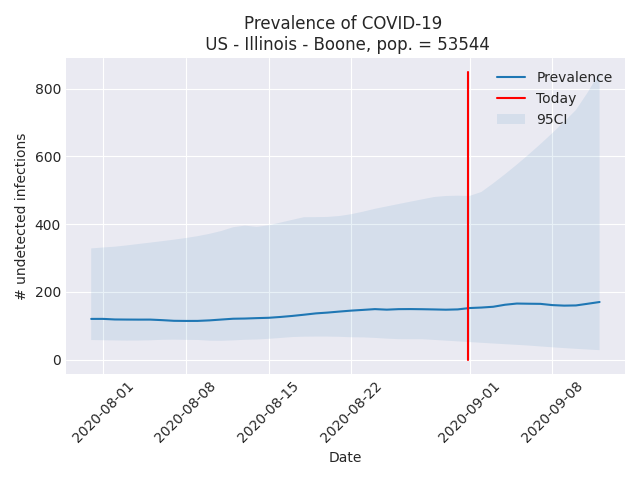 Prevalence of COVID-19
US - Illinois - Boone, pop. = 53544
Prevalence
Today
95CI
800
600
400
200
0
# undetected infections
2020-08-01
2020-08-08
2020-08-15
2020-08-22
2020-09-01
2020-09-08
Date